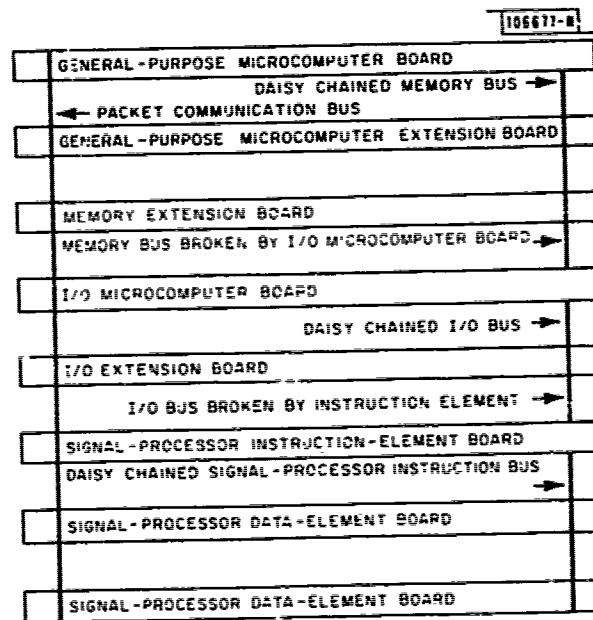 106677-N
GENERAL-PURPOSE MICROCOMPUTER BOARD
DAISY CHAINED MEMORY BUS
PACKET COMMUNICATION BUS
GENERAL-PURPOSE MICROCOMPUTER EXTENSION BOARD
MEMORY EXTENSION BOARD
MEMORY BUS BROKEN BY I/O MICROCOMPUTER BOARD
I/O MICROCOMPUTER BOARD
DAISY CHAINED I/O BUS
I/O EXTENSION BOARD
I/O BUS BROKEN BY INSTRUCTION ELEMENT
SIGNAL-PROCESSOR INSTRUCTION-ELEMENT BOARD
DAISY CHAINED SIGNAL-PROCESSOR INSTRUCTION BUS
SIGNAL-PROCESSOR DATA-ELEMENT BOARD
SIGNAL-PROCESSOR DATA-ELEMENT BOARD